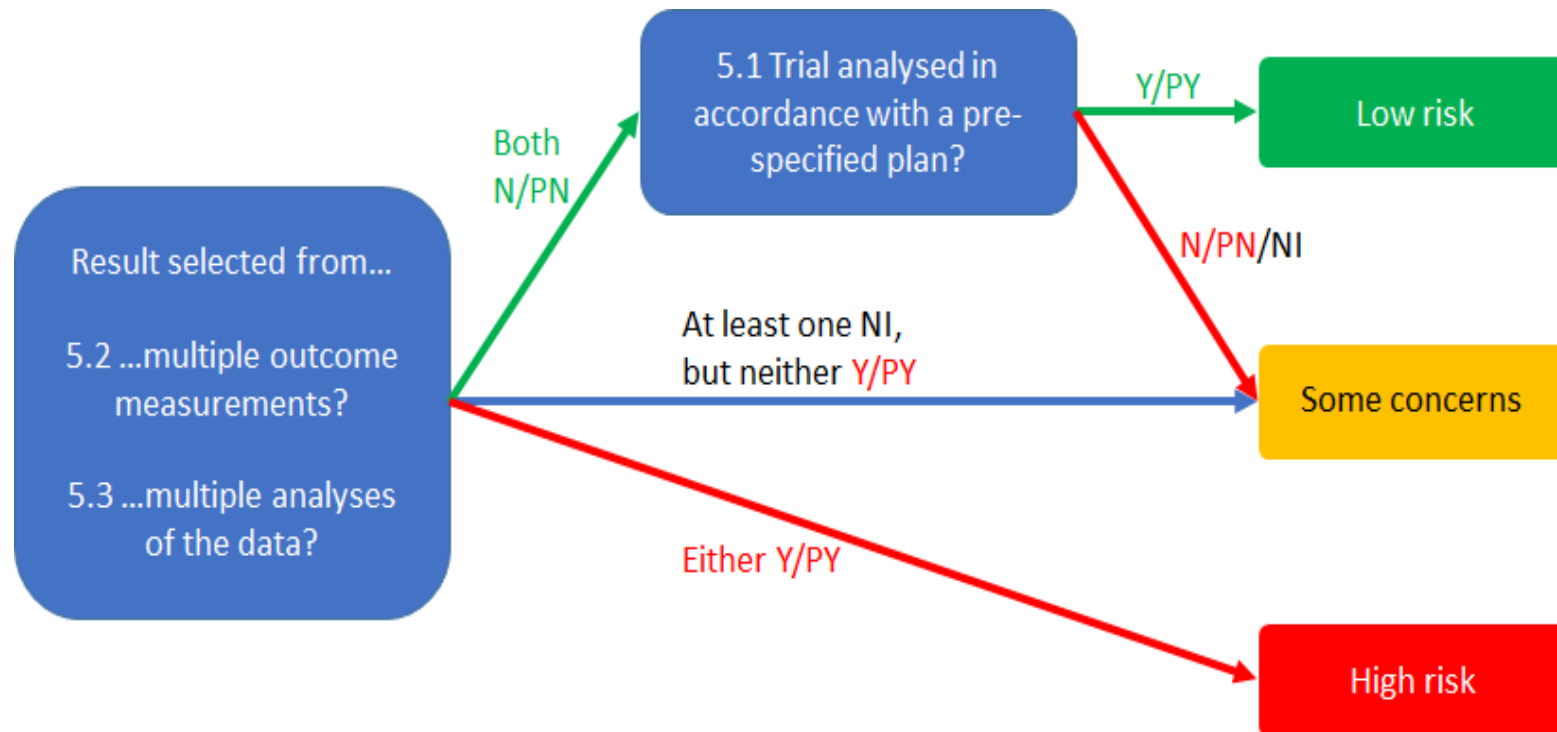 Result selected from...
5.2 ...multiple outcome
measurements?
5.3 ...multiple analyses
of the data?
Both
N/PN
5.1 Trial analysed in
accordance with a pre-
specified plan?
Y/PY
Low risk
N/PN/NI
At least one NI,
but neither Y/PY
Some concerns
Either Y/PY
High risk